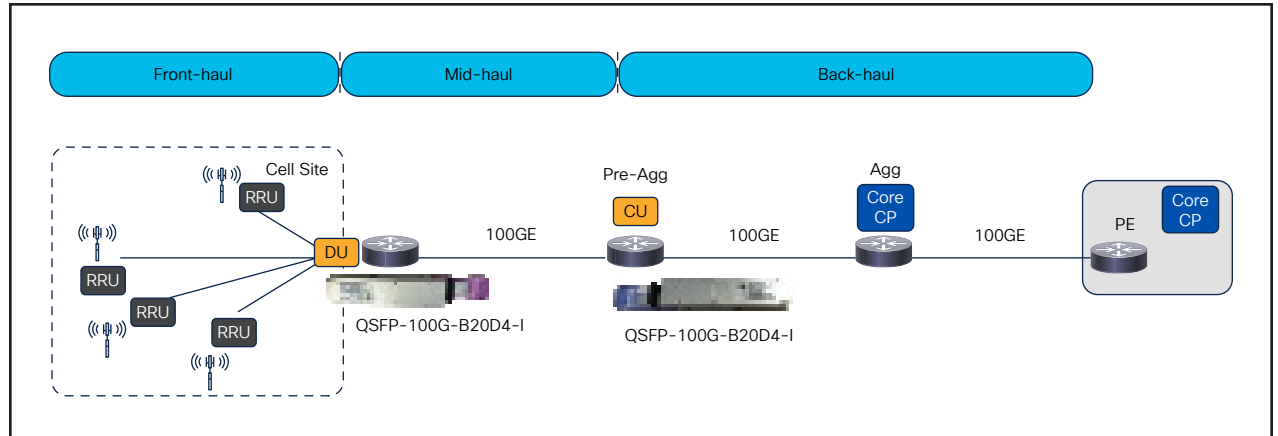 Front-haul
Mid-haul
Back-haul
Cell Site
RRU
RRU
RRU
RRU
DU
100GE
Pre-Agg
CU
100GE
Agg
Core
CP
100GE
PE
Core
CP
QSFP-100G-B20D4-I
QSFP-100G-B20D4-I